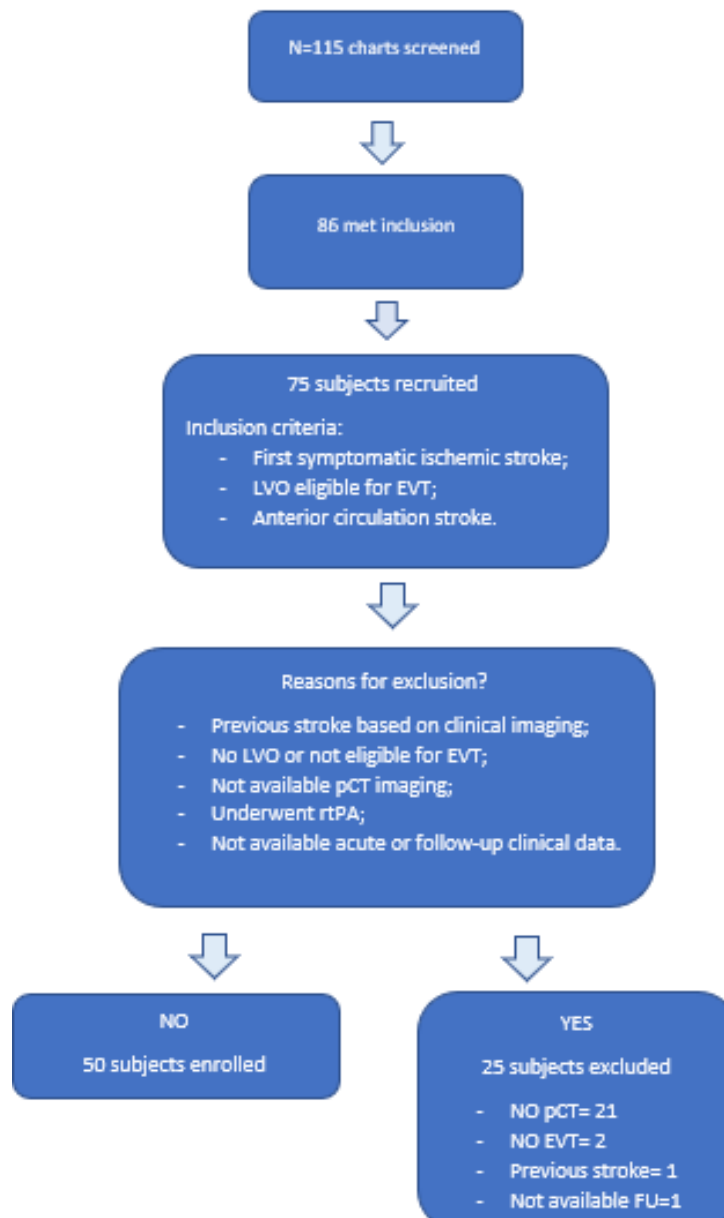 N=115 charts screened
86 met inclusion
75 subjects recruited
Inclusion criteria:
- First symptomatic ischemic stroke;
- LVO eligible for EVT;
- Anterior circulation stroke.
Reasons for exclusion?
- Previous stroke based on clinical imaging;
- No LVO or not eligible for EVT;
- Not available pCT imaging;
- Underwent rtPA;
- Not available acute or follow-up clinical data.
NO
50 subjects enrolled
YES
25 subjects excluded
- NO pCT= 21
- NO EVT= 2
- Previous stroke= 1
- Not available FU=1